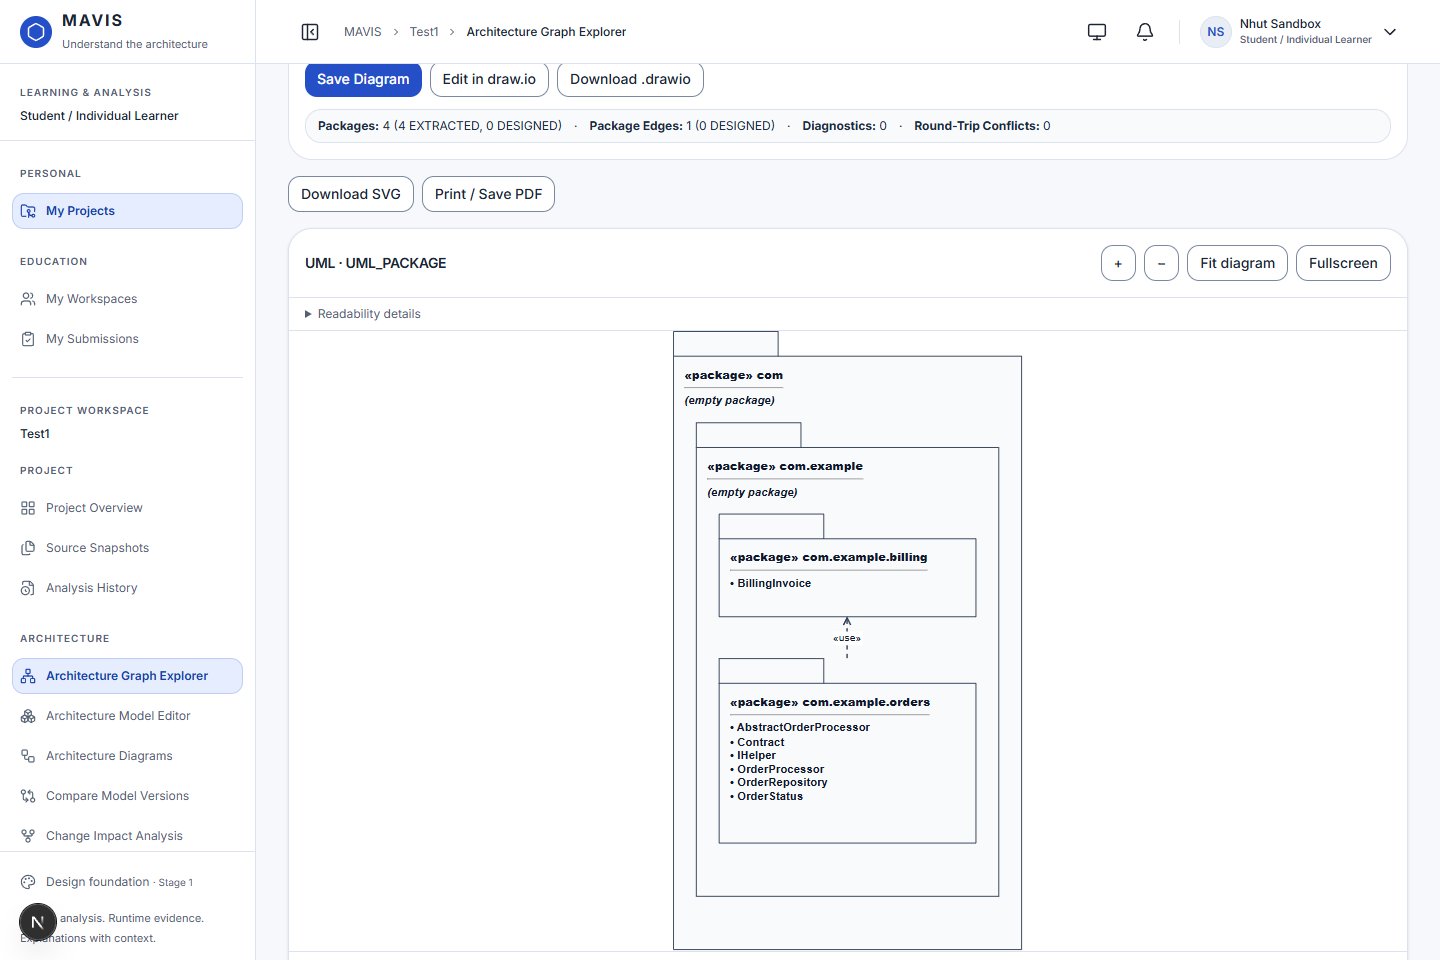 MAVIS
Understand the architecture
MAVIS > Test1 > Architecture Graph Explorer
NS
Nhut Sandbox
Student / Individual Learner
LEARNING & ANALYSIS
Student / Individual Learner
PERSONAL
My Projects
EDUCATION
My Workspaces
My Submissions
PROJECT WORKSPACE
Test1
PROJECT
Project Overview
Source Snapshots
Analysis History
ARCHITECTURE
Architecture Graph Explorer
Architecture Model Editor
Architecture Diagrams
Compare Model Versions
Change Impact Analysis
Design foundation · Stage 1
N
analysis. Runtime evidence.
with context.
Save Diagram
Edit in draw.io
Download .drawio
Packages: 4 (4 EXTRACTED, 0 DESIGNED) · Package Edges: 1 (0 DESIGNED) · Diagnostics: 0 · Round-Trip Conflicts: 0
Download SVG
Print / Save PDF
UML · UML_PACKAGE
+
−
Fit diagram
Fullscreen
Readability details
«package» com
(empty package)
«package» com.example
(empty package)
«package» com.example.billing
• BillingInvoice
«use»
«package» com.example.orders
• AbstractOrderProcessor
• Contract
• IHelper
• OrderProcessor
• OrderRepository
• OrderStatus